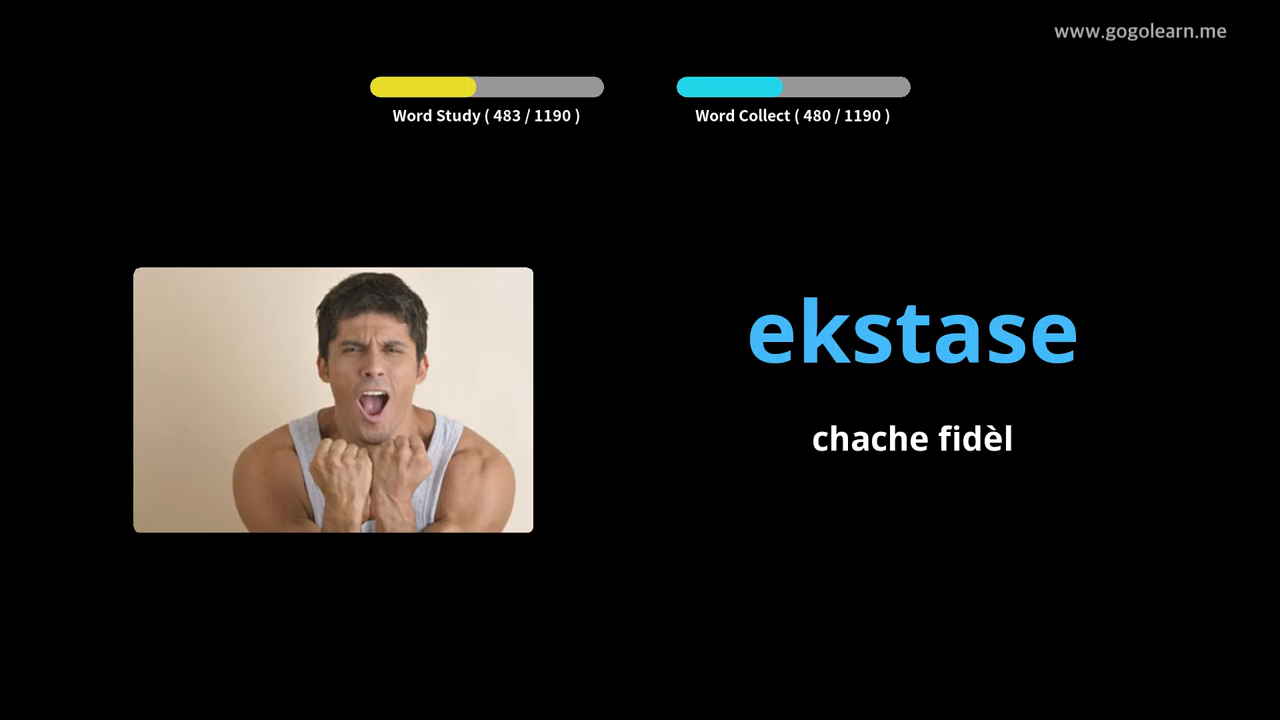 www.gogolearn.me
Word Study ( 483 / 1190 )
Word Collect ( 480 / 1190 )
ekstase
chache fidèl